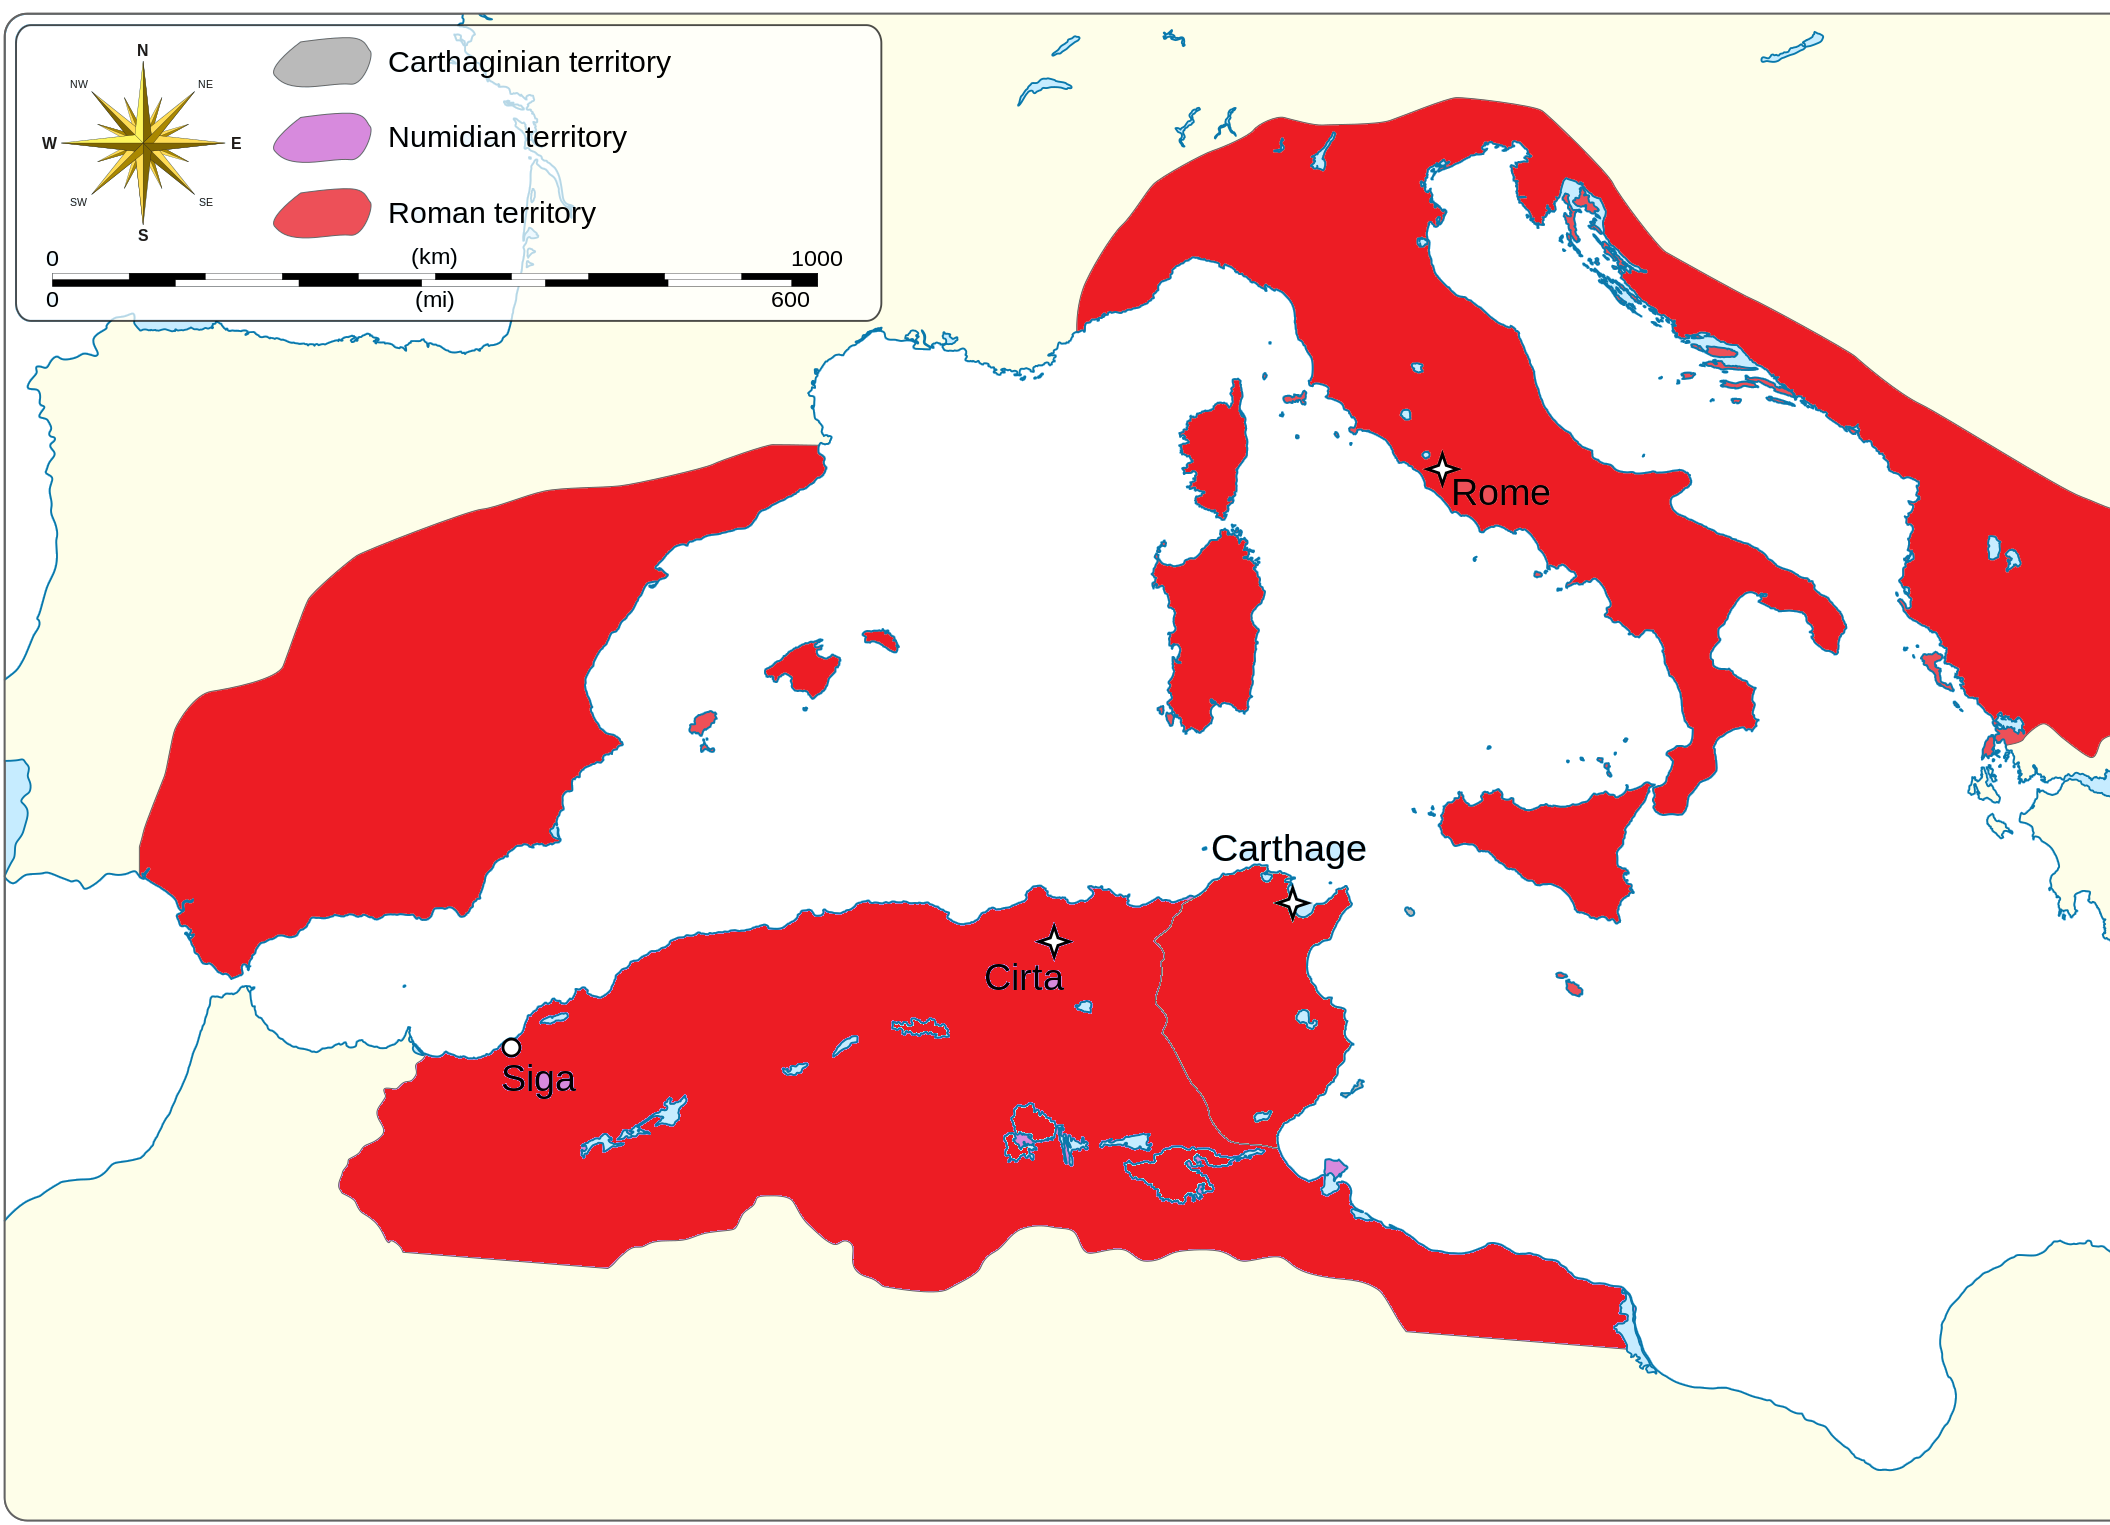 N
NW NE
W E
SW SE
S
Carthaginian territory
Numidian territory
Roman territory
0 (km) 1000
0 (mi) 600
Rome
Carthage
Cirta
Siga